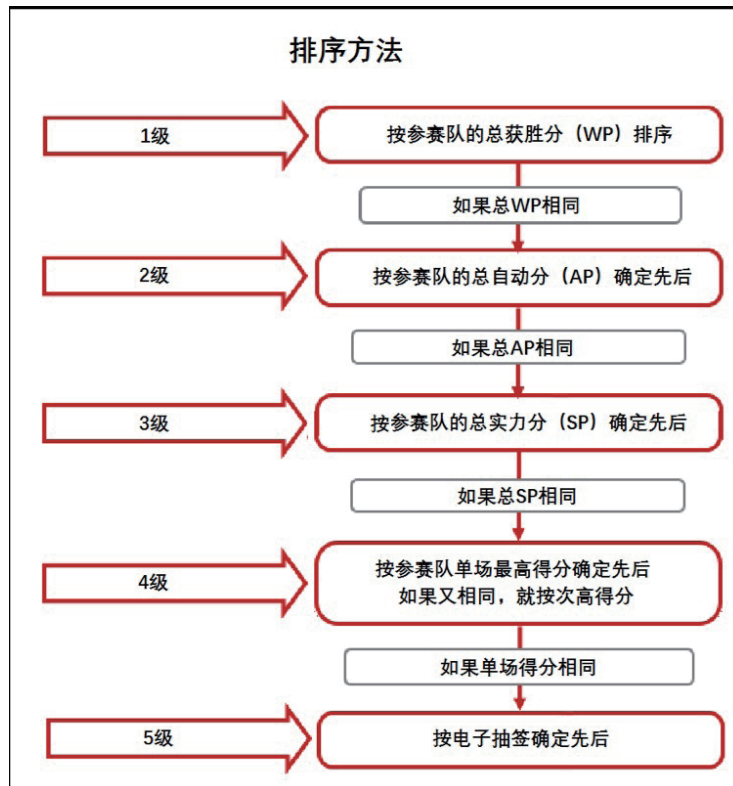 排序方法
1级
按参赛队的总获胜分（WP）排序
如果总WP相同
2级
按参赛队的总自动分（AP）确定先后
如果总AP相同
3级
按参赛队的总实力分（SP）确定先后
如果总SP相同
4级
按参赛队单场最高得分确定先后
如果又相同，就按次高得分
如果单场得分相同
5级
按电子抽签确定先后